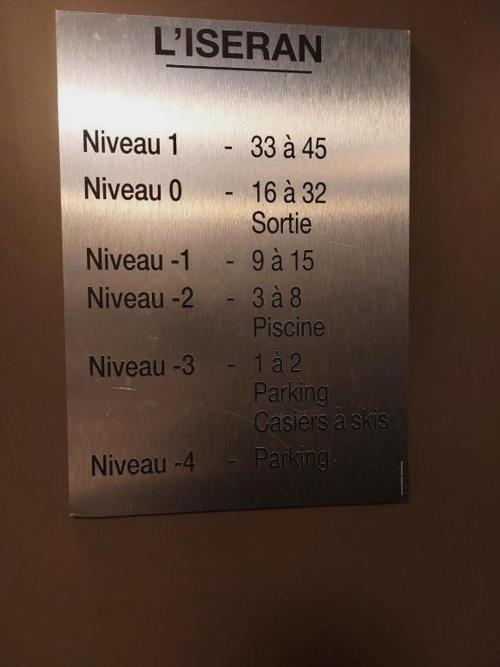 L'ISERAN
Niveau 1 - 33 à 45
Niveau 0 - 16 à 32
Sortie
Niveau -1 - 9 à 15
Niveau -2 - 3 à 8
Piscine
Niveau -3 - 1 à 2
Parking
Casiers à skis
Niveau -4 - Parking